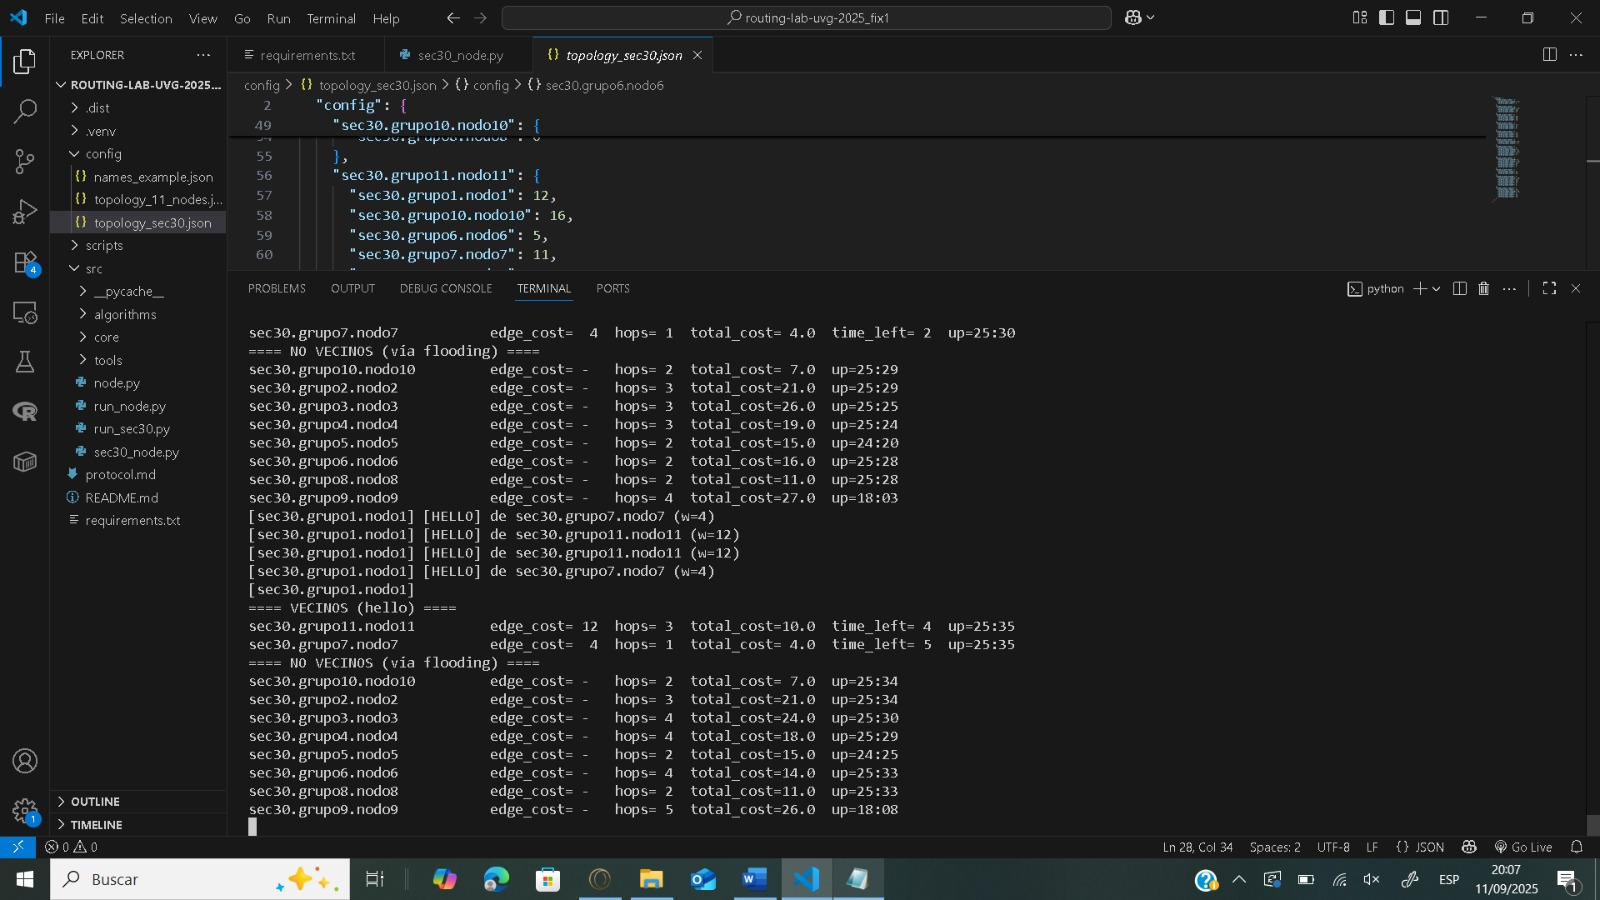 File Edit Selection View Go Run Terminal Help
routing-lab-uvg-2025_fix1
EXPLORER
ROUTING-LAB-UVG-2025...
.dist
.venv
config
names_example.json
topology_11_nodes.j...
topology_sec30.json
scripts
src
__pycache__
algorithms
core
tools
node.py
run_node.py
run_sec30.py
sec30_node.py
protocol.md
README.md
requirements.txt
OUTLINE
TIMELINE
4
1
requirements.txt sec30_node.py topology_sec30.json
config > topology_sec30.json > config > sec30.grupo6.nodo6
2 "config": {
49 "sec30.grupo10.nodo10": {
55 },
56 "sec30.grupo11.nodo11": {
57 "sec30.grupo1.nodo1": 12,
58 "sec30.grupo10.nodo10": 16,
59 "sec30.grupo6.nodo6": 5,
60 "sec30.grupo7.nodo7": 11,
PROBLEMS OUTPUT DEBUG CONSOLE TERMINAL PORTS
python
sec30.grupo7.nodo7 edge_cost= 4 hops= 1 total_cost= 4.0 time_left= 2 up=25:30
==== NO VECINOS (vía flooding) ====
sec30.grupo10.nodo10 edge_cost= - hops= 2 total_cost= 7.0 up=25:29
sec30.grupo2.nodo2 edge_cost= - hops= 3 total_cost=21.0 up=25:29
sec30.grupo3.nodo3 edge_cost= - hops= 3 total_cost=26.0 up=25:25
sec30.grupo4.nodo4 edge_cost= - hops= 3 total_cost=19.0 up=25:24
sec30.grupo5.nodo5 edge_cost= - hops= 2 total_cost=15.0 up=24:20
sec30.grupo6.nodo6 edge_cost= - hops= 2 total_cost=16.0 up=25:28
sec30.grupo8.nodo8 edge_cost= - hops= 2 total_cost=11.0 up=25:28
sec30.grupo9.nodo9 edge_cost= - hops= 4 total_cost=27.0 up=18:03
[sec30.grupo1.nodo1] [HELLO] de sec30.grupo7.nodo7 (w=4)
[sec30.grupo1.nodo1] [HELLO] de sec30.grupo11.nodo11 (w=12)
[sec30.grupo1.nodo1] [HELLO] de sec30.grupo11.nodo11 (w=12)
[sec30.grupo1.nodo1] [HELLO] de sec30.grupo7.nodo7 (w=4)
[sec30.grupo1.nodo1]
==== VECINOS (hello) ====
sec30.grupo11.nodo11 edge_cost= 12 hops= 3 total_cost=10.0 time_left= 4 up=25:35
sec30.grupo7.nodo7 edge_cost= 4 hops= 1 total_cost= 4.0 time_left= 5 up=25:35
==== NO VECINOS (vía flooding) ====
sec30.grupo10.nodo10 edge_cost= - hops= 2 total_cost= 7.0 up=25:34
sec30.grupo2.nodo2 edge_cost= - hops= 3 total_cost=21.0 up=25:34
sec30.grupo3.nodo3 edge_cost= - hops= 4 total_cost=24.0 up=25:30
sec30.grupo4.nodo4 edge_cost= - hops= 4 total_cost=18.0 up=25:29
sec30.grupo5.nodo5 edge_cost= - hops= 2 total_cost=15.0 up=24:25
sec30.grupo6.nodo6 edge_cost= - hops= 4 total_cost=14.0 up=25:33
sec30.grupo8.nodo8 edge_cost= - hops= 2 total_cost=11.0 up=25:33
sec30.grupo9.nodo9 edge_cost= - hops= 5 total_cost=26.0 up=18:08
0 0 Ln 28, Col 34 Spaces: 2 UTF-8 LF {} JSON Go Live
Buscar
ESP
20:07
11/09/2025
1